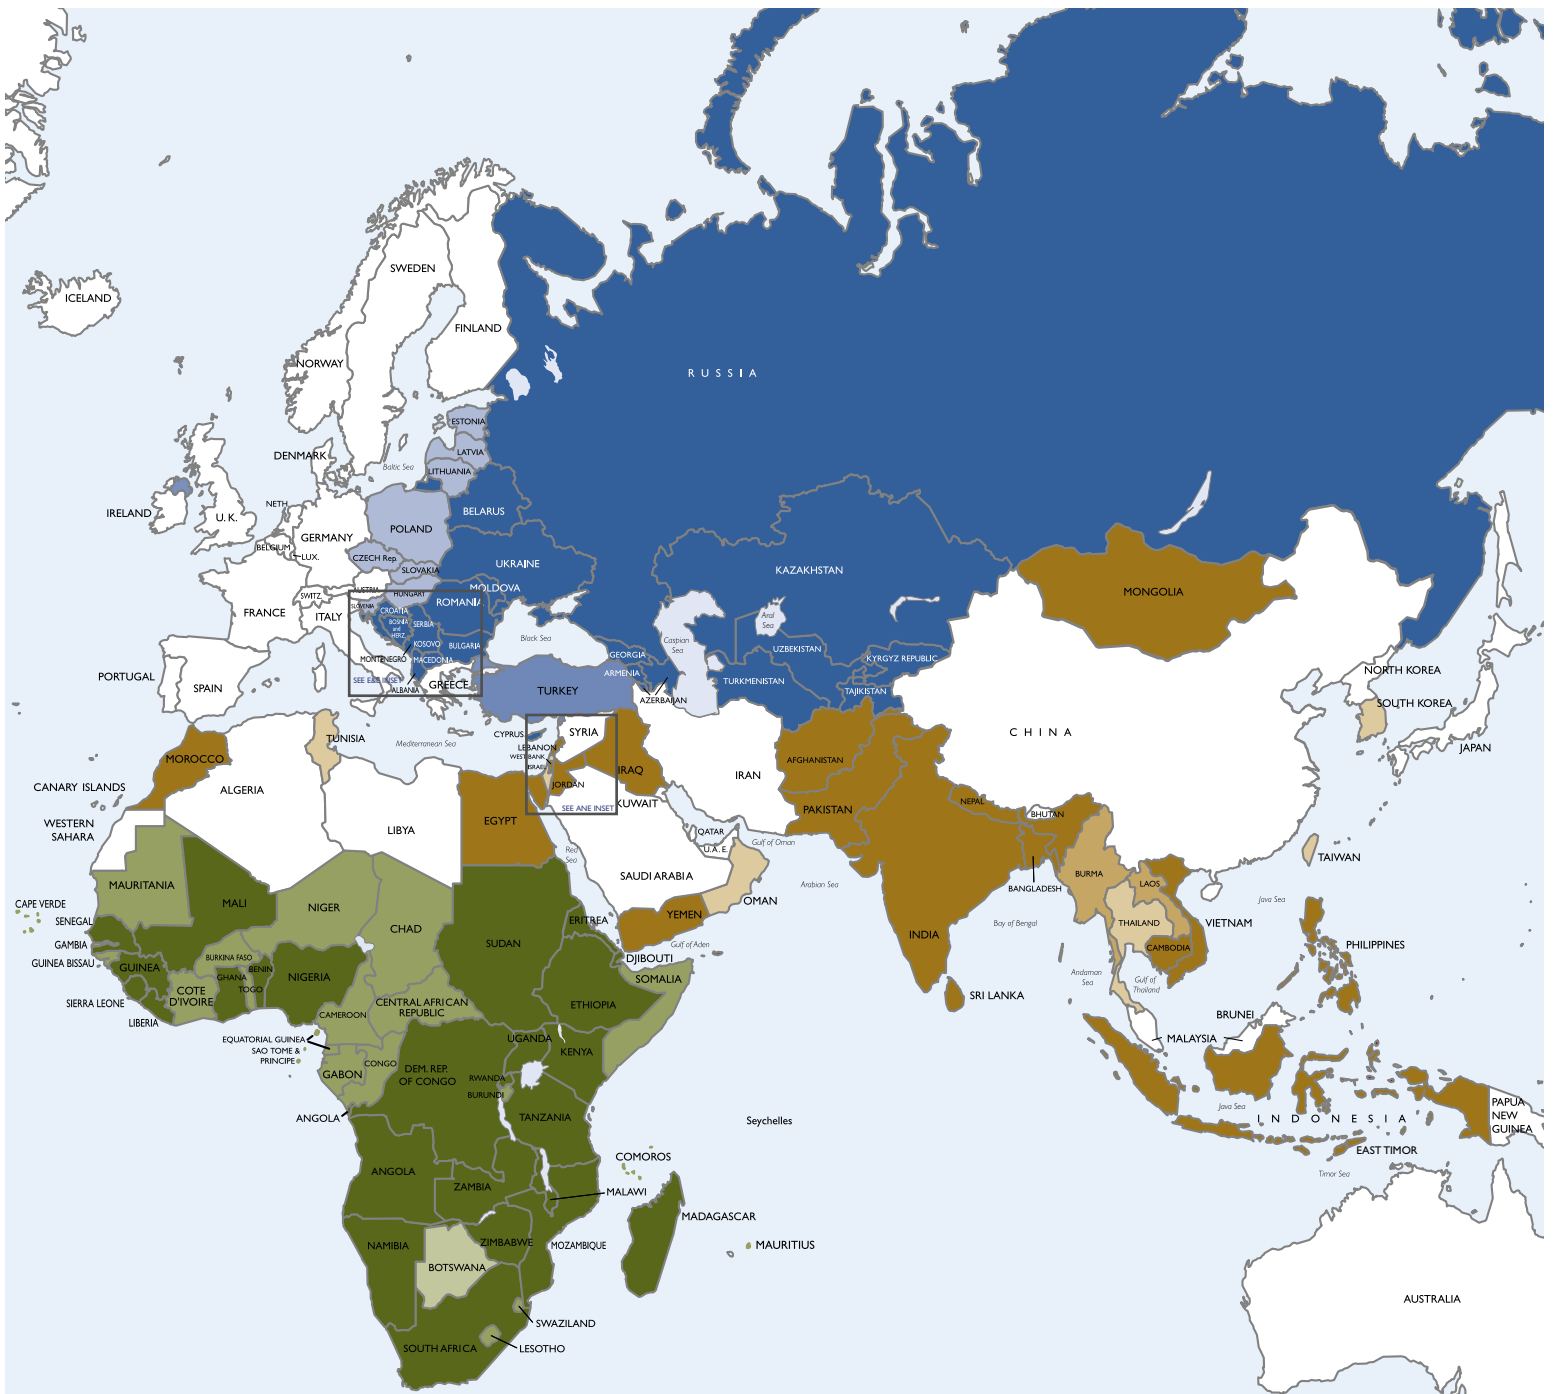 ICELAND
SWEDEN
FINLAND
NORWAY
RUSSIA
ESTONIA
LATVIA
LITHUANIA
DENMARK
Baltic Sea
IRELAND
U. K.
NETH.
BELGIUM
LUX.
GERMANY
POLAND
BELARUS
CZECH Rep.
SLOVAKIA
UKRAINE
MOLDOVA
AUSTRIA
HUNGARY
SWITZ.
FRANCE
ITALY
SLOVENIA
CROATIA
BOSNIA
and
HERZ.
SERBIA
ROMANIA
KOSOVO
BULGARIA
MONTENEGRO
MACEDONIA
SEE E&E INSET
ALBANIA
GREECE
PORTUGAL
SPAIN
Black Sea
Caspian
Sea
Aral
Sea
KAZAKHSTAN
MONGOLIA
UZBEKISTAN
KYRGYZ REPUBLIC
TURKMENISTAN
TAJIKISTAN
GEORGIA
ARMENIA
AZERBAIJAN
TURKEY
CYPRUS
SYRIA
LEBANON
WEST BANK
ISRAEL
JORDAN
IRAQ
SEE ANE INSET
KUWAIT
IRAN
AFGHANISTAN
PAKISTAN
NEPAL
BHUTAN
CHINA
NORTH KOREA
SOUTH KOREA
JAPAN
TAIWAN
Mediterranean Sea
TUNISIA
MOROCCO
CANARY ISLANDS
ALGERIA
WESTERN
SAHARA
LIBYA
EGYPT
Red
Sea
SAUDI ARABIA
QATAR
U.A.E.
Gulf of Oman
OMAN
YEMEN
Gulf of Aden
Arabian Sea
INDIA
BANGLADESH
Bay of Bengal
SRI LANKA
BURMA
LAOS
THAILAND
CAMBODIA
VIETNAM
Andaman
Sea
Gulf of
Thailand
Java Sea
PHILIPPINES
BRUNEI
MALAYSIA
Java Sea
INDONESIA
PAPUA
NEW
GUINEA
EAST TIMOR
Timor Sea
AUSTRALIA
MAURITANIA
MALI
NIGER
CHAD
SUDAN
ERITREA
DJIBOUTI
SOMALIA
ETHIOPIA
CAPE VERDE
SENEGAL
GAMBIA
GUINEA BISSAU
GUINEA
SIERRA LEONE
LIBERIA
COTE
D'IVOIRE
BURKINA FASO
GHANA
TOGO
BENIN
NIGERIA
CAMEROON
CENTRAL AFRICAN
REPUBLIC
EQUATORIAL GUINEA
SAO TOME &
PRINCIPE
GABON
CONGO
DEM. REP.
OF CONGO
UGANDA
KENYA
RWANDA
BURUNDI
TANZANIA
ANGOLA
ANGOLA
ZAMBIA
MALAWI
COMOROS
Seychelles
MADAGASCAR
MAURITIUS
MOZAMBIQUE
ZIMBABWE
NAMIBIA
BOTSWANA
SWAZILAND
LESOTHO
SOUTH AFRICA